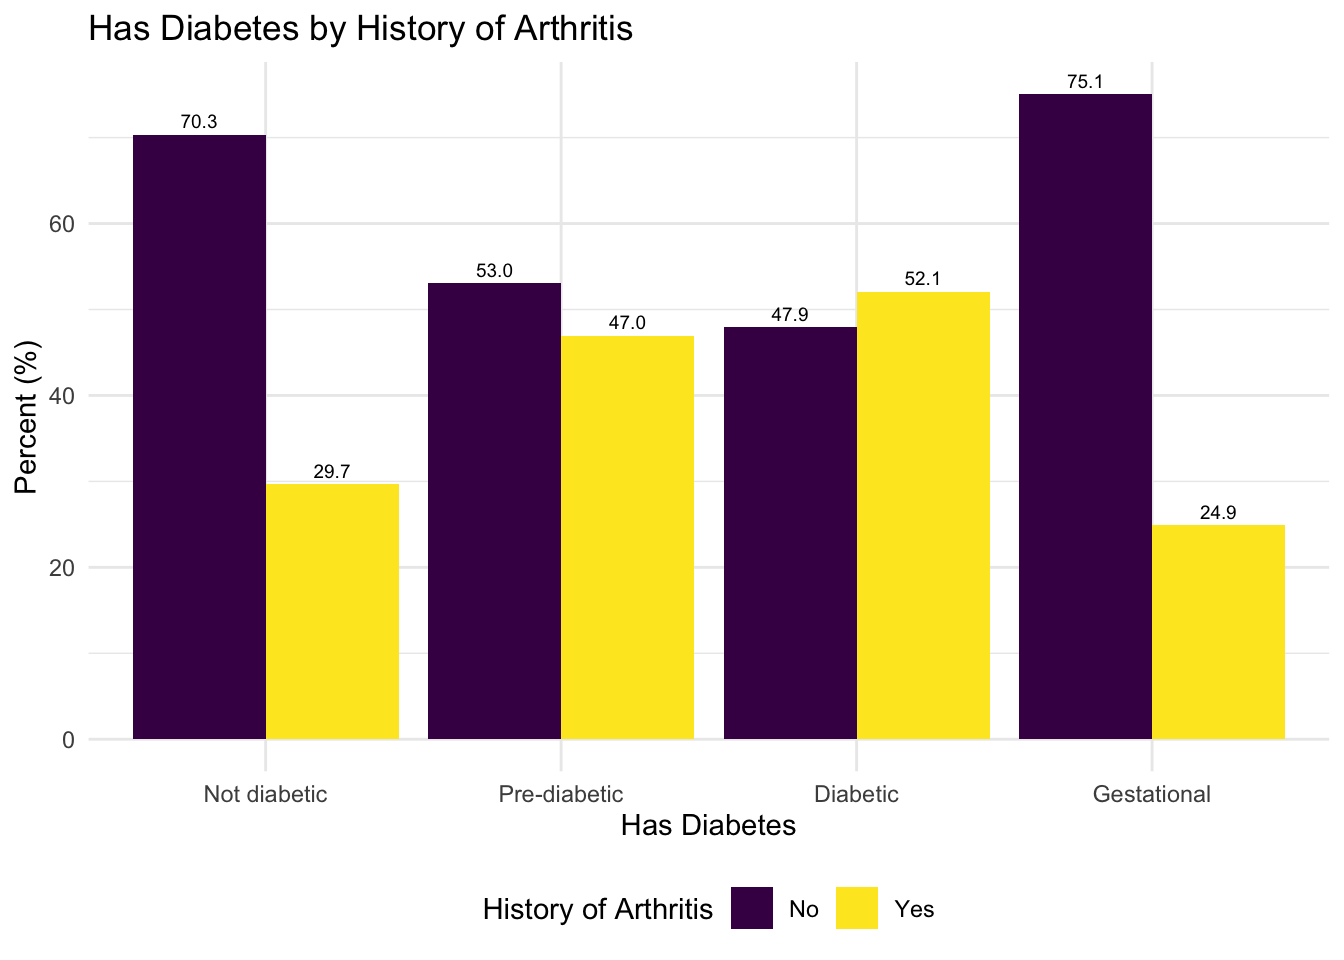 Has Diabetes by History of Arthritis
Percent (%)
60
40
20
0
70.3
29.7
53.0
47.0
47.9
52.1
75.1
24.9
Not diabetic Pre-diabetic Diabetic Gestational
Has Diabetes
History of Arthritis No Yes